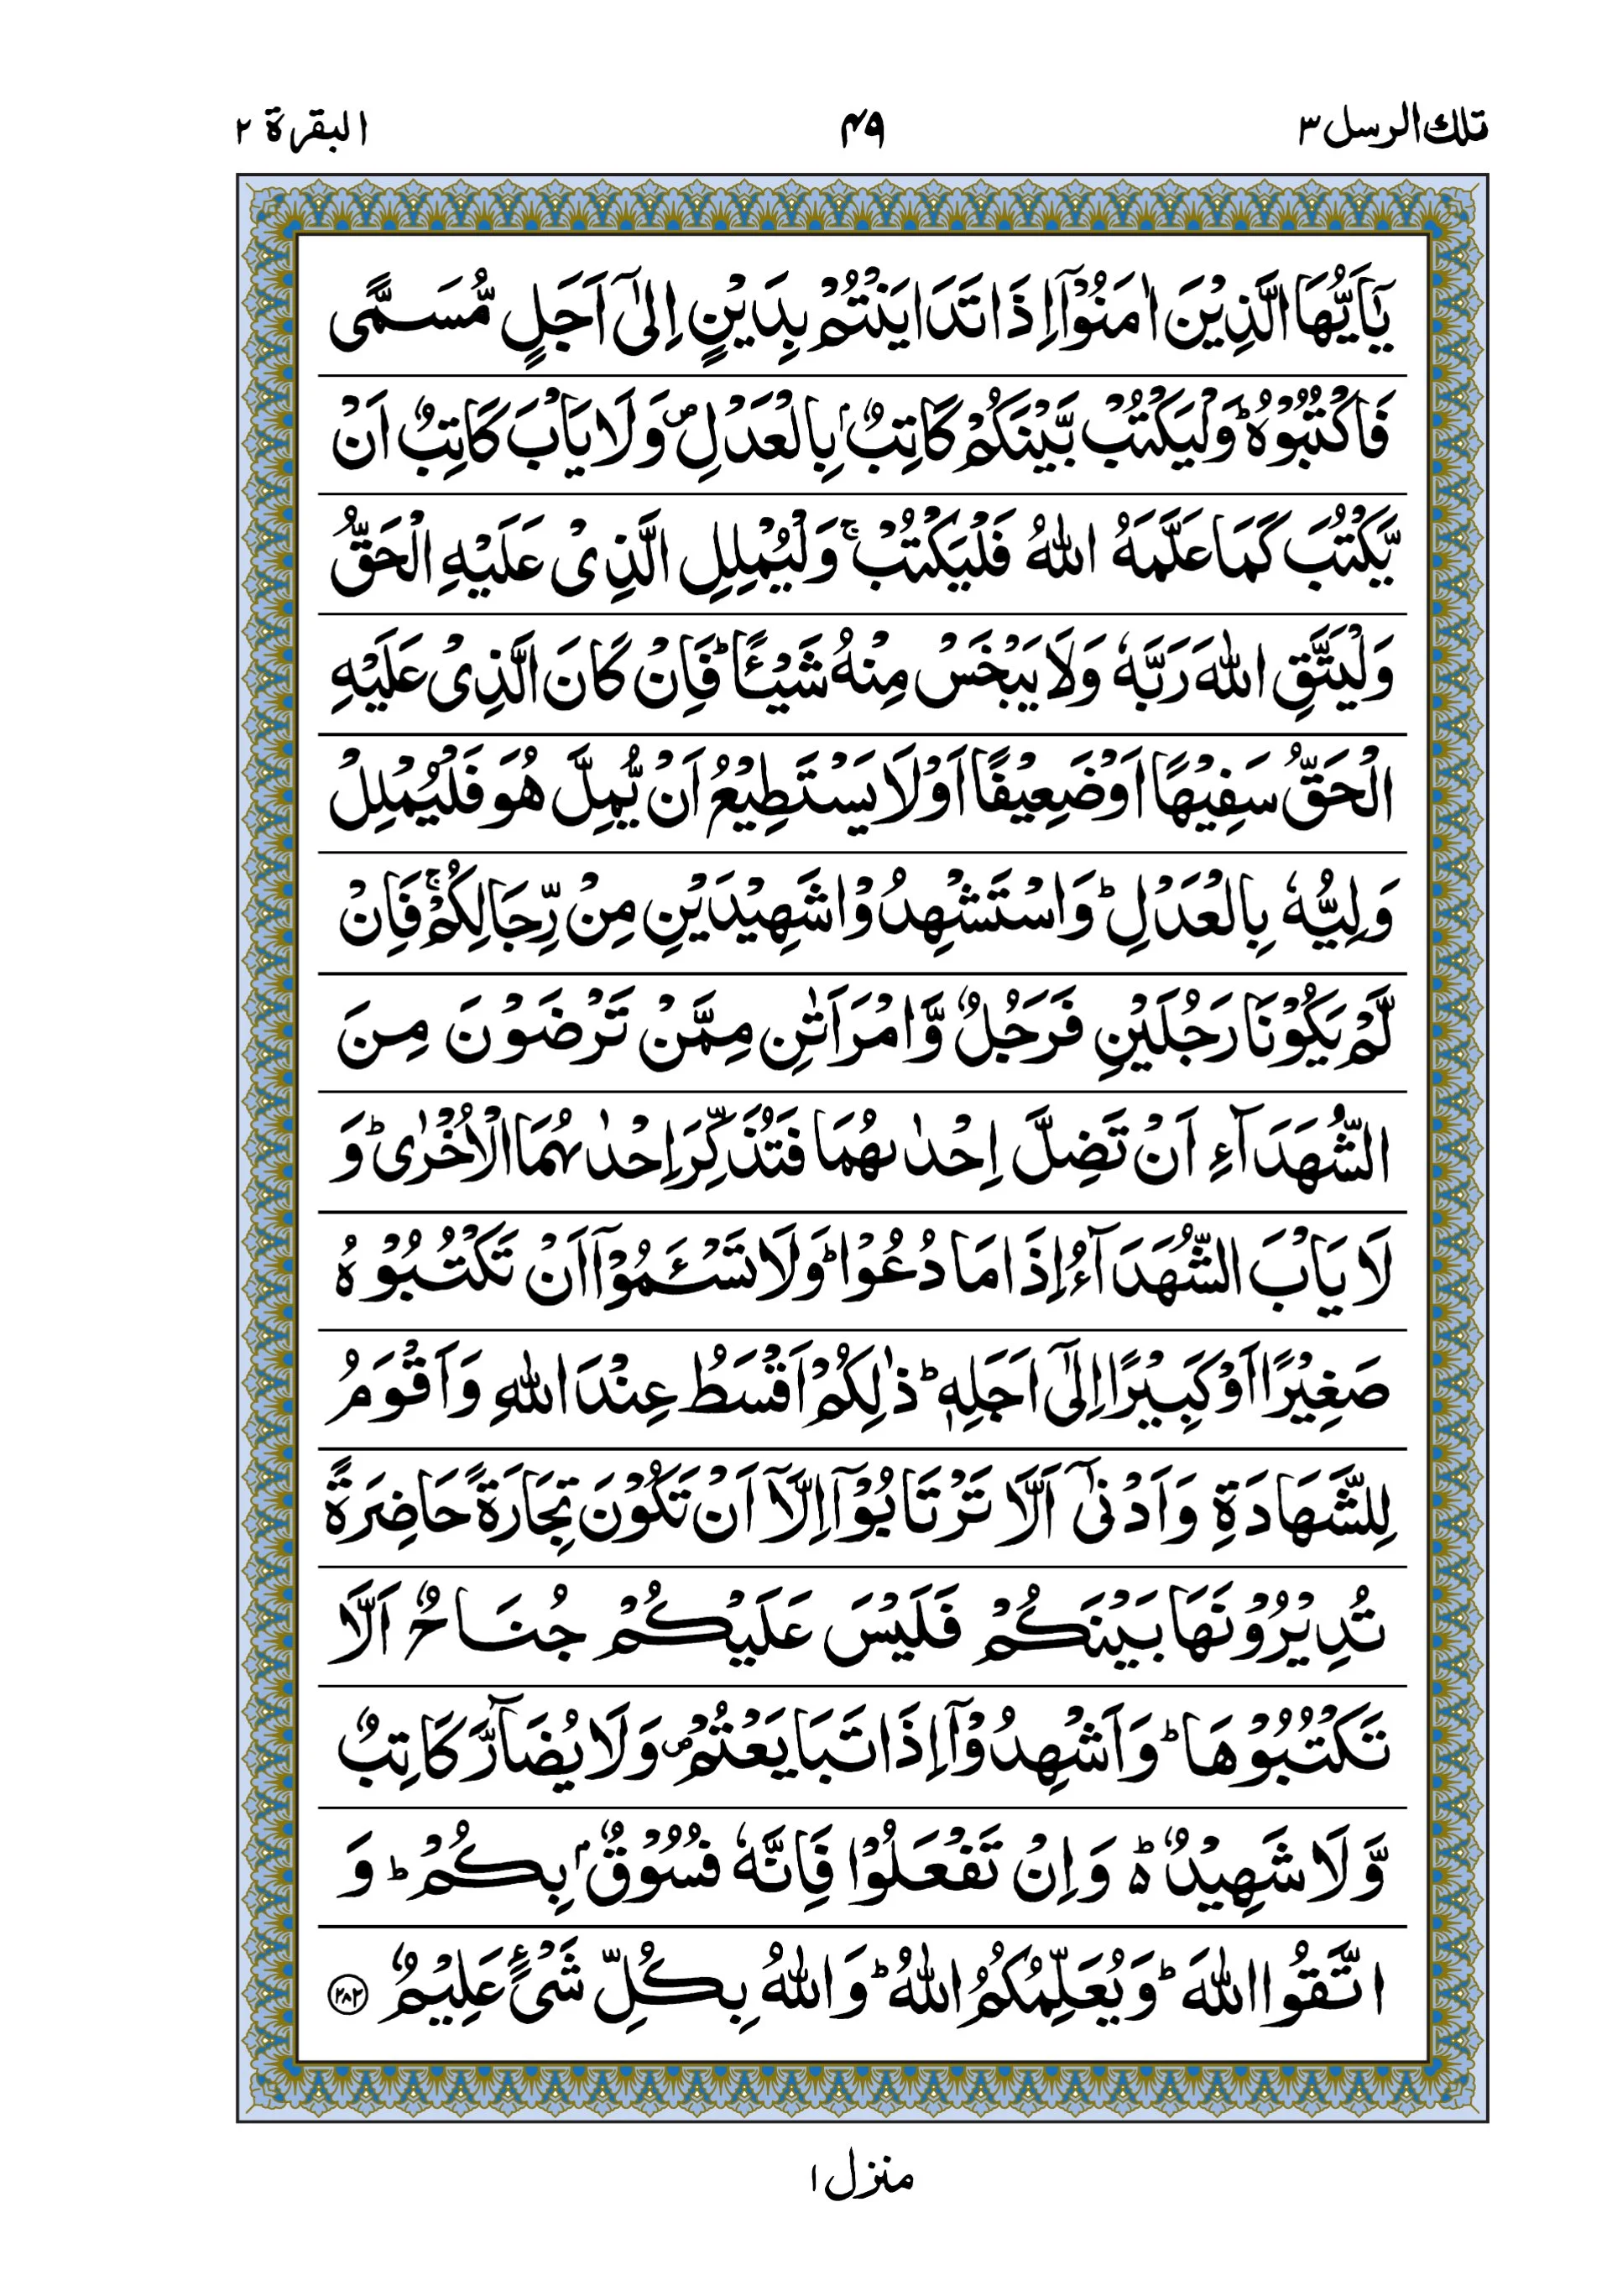 تلك الرسل ٣
٤٩
البقرة ٢
يٰۤاَيُّهَا الَّذِيْنَ اٰمَنُوْۤا اِذَا تَدَايَنْتُمْ بِدَيْنٍ اِلٰۤى اَجَلٍ مُّسَمًّى
فَاكْتُبُوْهُ ؕ وَلْيَكْتُبْ بَّيْنَكُمْ كَاتِبٌۢ بِالْعَدْلِ ۪ وَلَا يَاْبَ كَاتِبٌ اَنْ
يَّكْتُبَ كَمَا عَلَّمَهُ اللّٰهُ فَلْيَكْتُبْ ۚ وَلْيُمْلِلِ الَّذِيْ عَلَيْهِ الْحَقُّ
وَلْيَتَّقِ اللّٰهَ رَبَّهٗ وَلَا يَبْخَسْ مِنْهُ شَيْـًٔا ؕ فَاِنْ كَانَ الَّذِيْ عَلَيْهِ
الْحَقُّ سَفِيْهًا اَوْ ضَعِيْفًا اَوْ لَا يَسْتَطِيْعُ اَنْ يُّمِلَّ هُوَ فَلْيُمْلِلْ
وَلِيُّهٗ بِالْعَدْلِ ؕ وَاسْتَشْهِدُوْا شَهِيْدَيْنِ مِنْ رِّجَالِكُمْ ۚ فَاِنْ
لَّمْ يَكُوْنَا رَجُلَيْنِ فَرَجُلٌ وَّامْرَاَتٰنِ مِمَّنْ تَرْضَوْنَ مِنَ
الشُّهَدَآءِ اَنْ تَضِلَّ اِحْدٰىهُمَا فَتُذَكِّرَ اِحْدٰىهُمَا الْاُخْرٰى ؕ وَ
لَا يَاْبَ الشُّهَدَآءُ اِذَا مَا دُعُوْا ؕ وَلَا تَسْـَٔمُوْۤا اَنْ تَكْتُبُوْهُ
صَغِيْرًا اَوْ كَبِيْرًا اِلٰۤى اَجَلِهٖ ؕ ذٰلِكُمْ اَقْسَطُ عِنْدَ اللّٰهِ وَاَقْوَمُ
لِلشَّهَادَةِ وَاَدْنٰۤى اَلَّا تَرْتَابُوْۤا اِلَّاۤ اَنْ تَكُوْنَ تِجَارَةً حَاضِرَةً
تُدِيْرُوْنَهَا بَيْنَكُمْ فَلَيْسَ عَلَيْكُمْ جُنَاحٌ اَلَّا
تَكْتُبُوْهَا ؕ وَاَشْهِدُوْۤا اِذَا تَبَايَعْتُمْ ۪ وَلَا يُضَآرَّ كَاتِبٌ
وَّلَا شَهِيْدٌ ؕ وَاِنْ تَفْعَلُوْا فَاِنَّهٗ فُسُوْقٌۢ بِكُمْ ؕ وَ
اتَّقُوا اللّٰهَ ؕ وَيُعَلِّمُكُمُ اللّٰهُ ؕ وَاللّٰهُ بِكُلِّ شَيْءٍ عَلِيْمٌ ٢٨٢
منزل ١